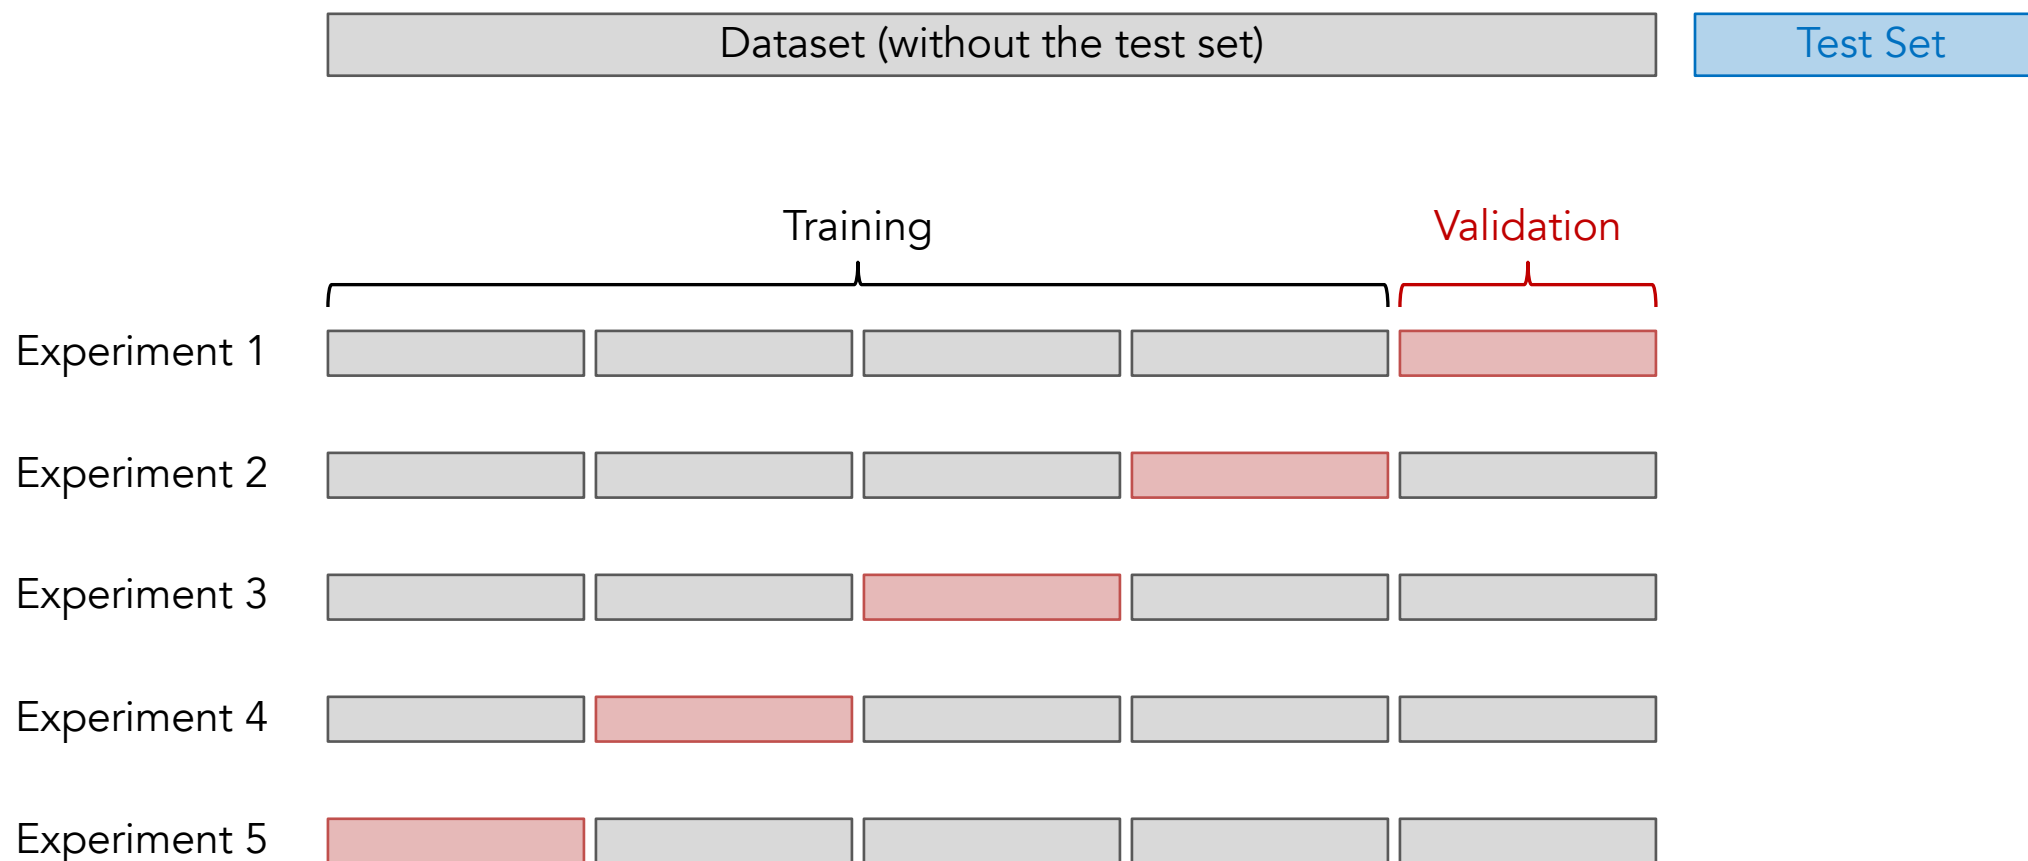 Dataset (without the test set)
Test Set
Training
Validation
Experiment 1
Experiment 2
Experiment 3
Experiment 4
Experiment 5